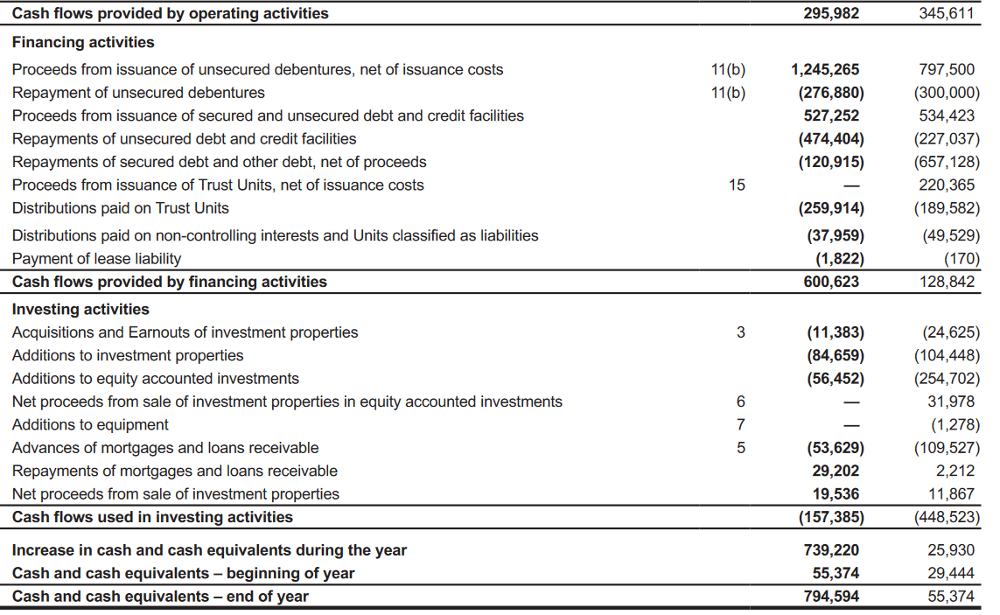 Cash flows provided by operating activities 295,982 345,611
Financing activities
Proceeds from issuance of unsecured debentures, net of issuance costs 11(b) 1,245,265 797,500
Repayment of unsecured debentures 11(b) (276,880) (300,000)
Proceeds from issuance of secured and unsecured debt and credit facilities 527,252 534,423
Repayments of unsecured debt and credit facilities (474,404) (227,037)
Repayments of secured debt and other debt, net of proceeds (120,915) (657,128)
Proceeds from issuance of Trust Units, net of issuance costs 15 — 220,365
Distributions paid on Trust Units (259,914) (189,582)
Distributions paid on non-controlling interests and Units classified as liabilities (37,959) (49,529)
Payment of lease liability (1,822) (170)
Cash flows provided by financing activities 600,623 128,842
Investing activities
Acquisitions and Earnouts of investment properties 3 (11,383) (24,625)
Additions to investment properties (84,659) (104,448)
Additions to equity accounted investments (56,452) (254,702)
Net proceeds from sale of investment properties in equity accounted investments 6 — 31,978
Additions to equipment 7 — (1,278)
Advances of mortgages and loans receivable 5 (53,629) (109,527)
Repayments of mortgages and loans receivable 29,202 2,212
Net proceeds from sale of investment properties 19,536 11,867
Cash flows used in investing activities (157,385) (448,523)
Increase in cash and cash equivalents during the year 739,220 25,930
Cash and cash equivalents – beginning of year 55,374 29,444
Cash and cash equivalents – end of year 794,594 55,374